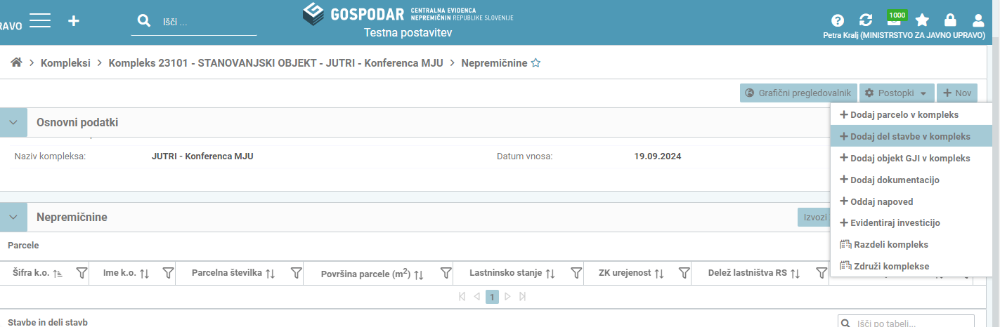 RAVO
Išči ...
GOSPODAR
CENTRALNA EVIDENCA
NEPREMIČNIN REPUBLIKE SLOVENIJE
Testna postavitev
1000
Petra Kralj (MINISTRSTVO ZA JAVNO UPRAVO)
Kompleksi
Kompleks 23101 - STANOVANJSKI OBJEKT - JUTRI - Konferenca MJU
Nepremičnine
Grafični pregledovalnik
Postopki
Nov
Dodaj parcelo v kompleks
Dodaj del stavbe v kompleks
Dodaj objekt GJI v kompleks
Dodaj dokumentacijo
Oddaj napoved
Evidentiraj investicijo
Razdeli kompleks
Združi komplekse
Osnovni podatki
Naziv kompleksa: JUTRI - Konferenca MJU Datum vnosa: 19.09.2024
Nepremičnine
Izvozi
Parcele
Šifra k.o. Ime k.o. Parcelna številka Površina parcele (m²) Lastninsko stanje ZK urejenost Delež lastništva RS
1
Stavbe in deli stavb
Išči po tabeli...